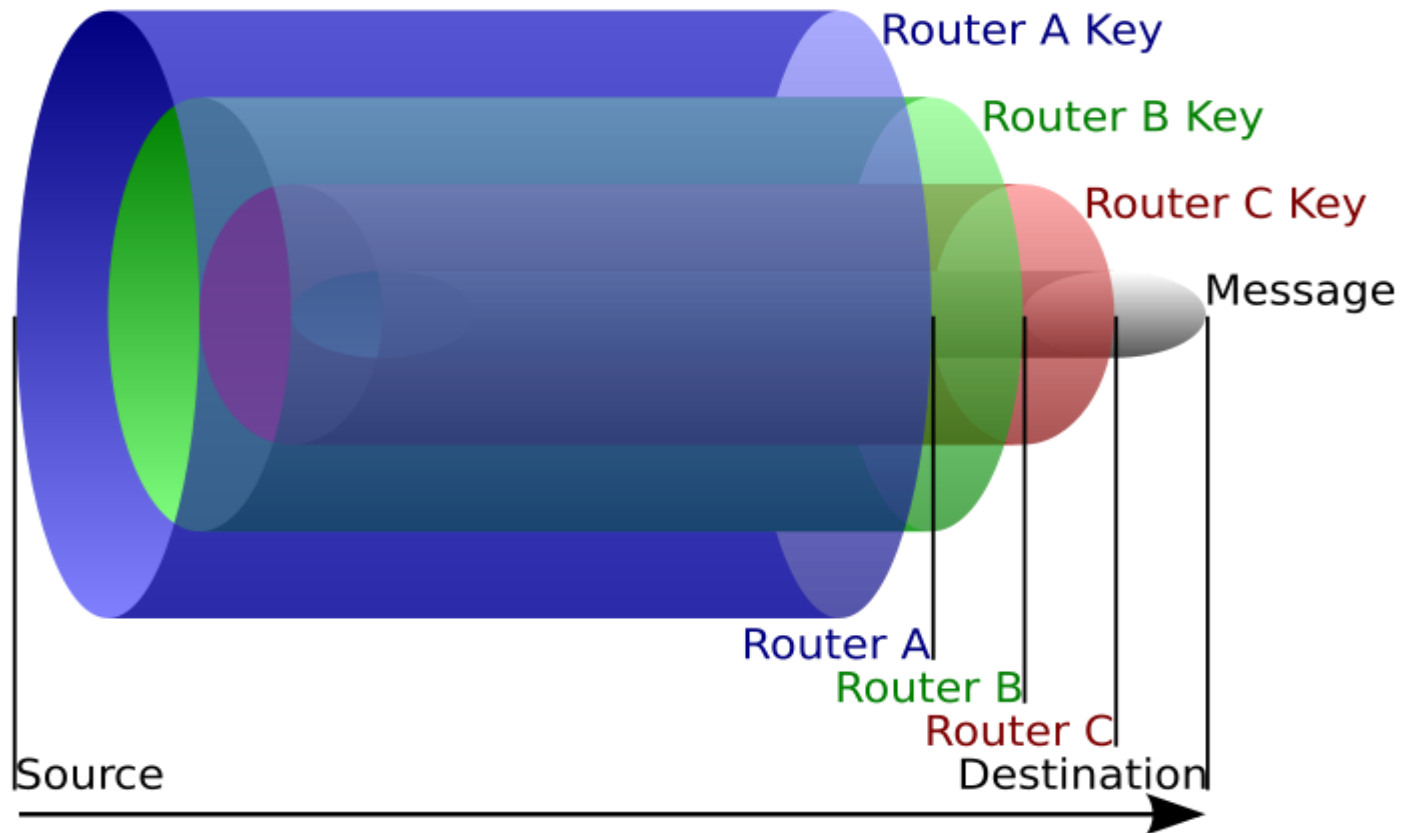 Router A Key
Router B Key
Router C Key
Message
Router A
Router B
Router C
Source
Destination